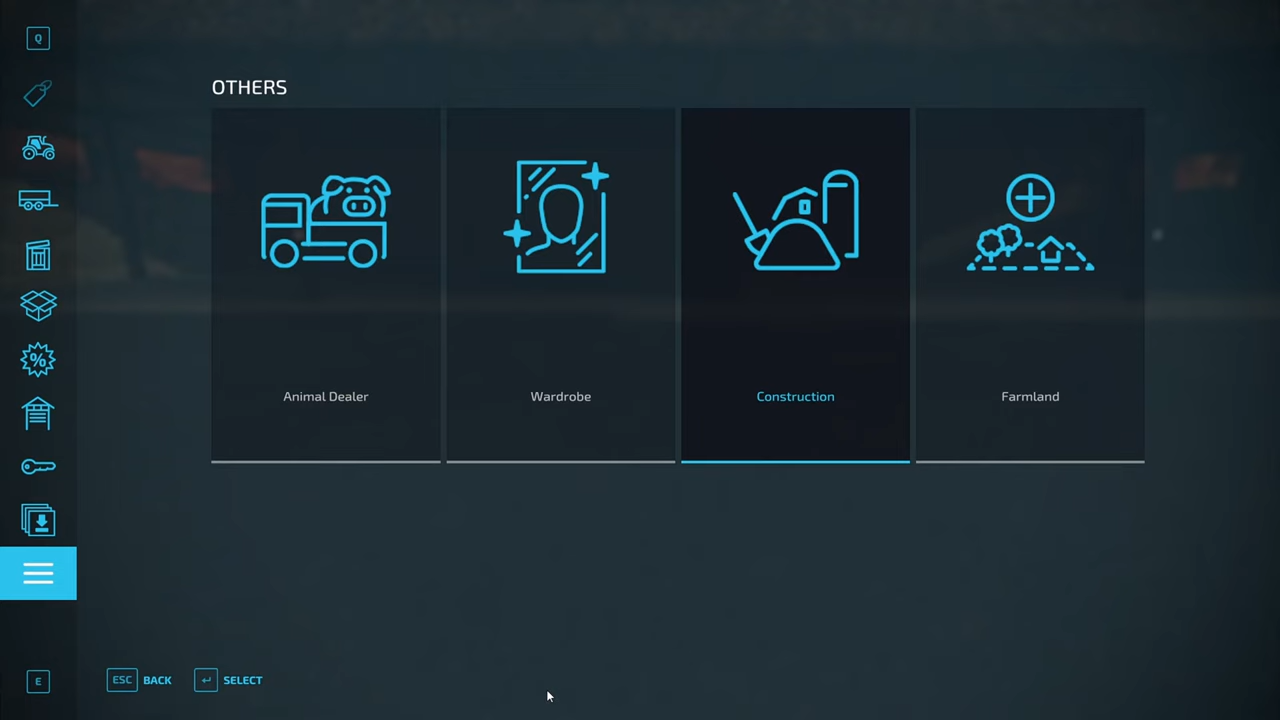 Q
OTHERS
Animal Dealer
Wardrobe
Construction
Farmland
%
E
ESC BACK
SELECT